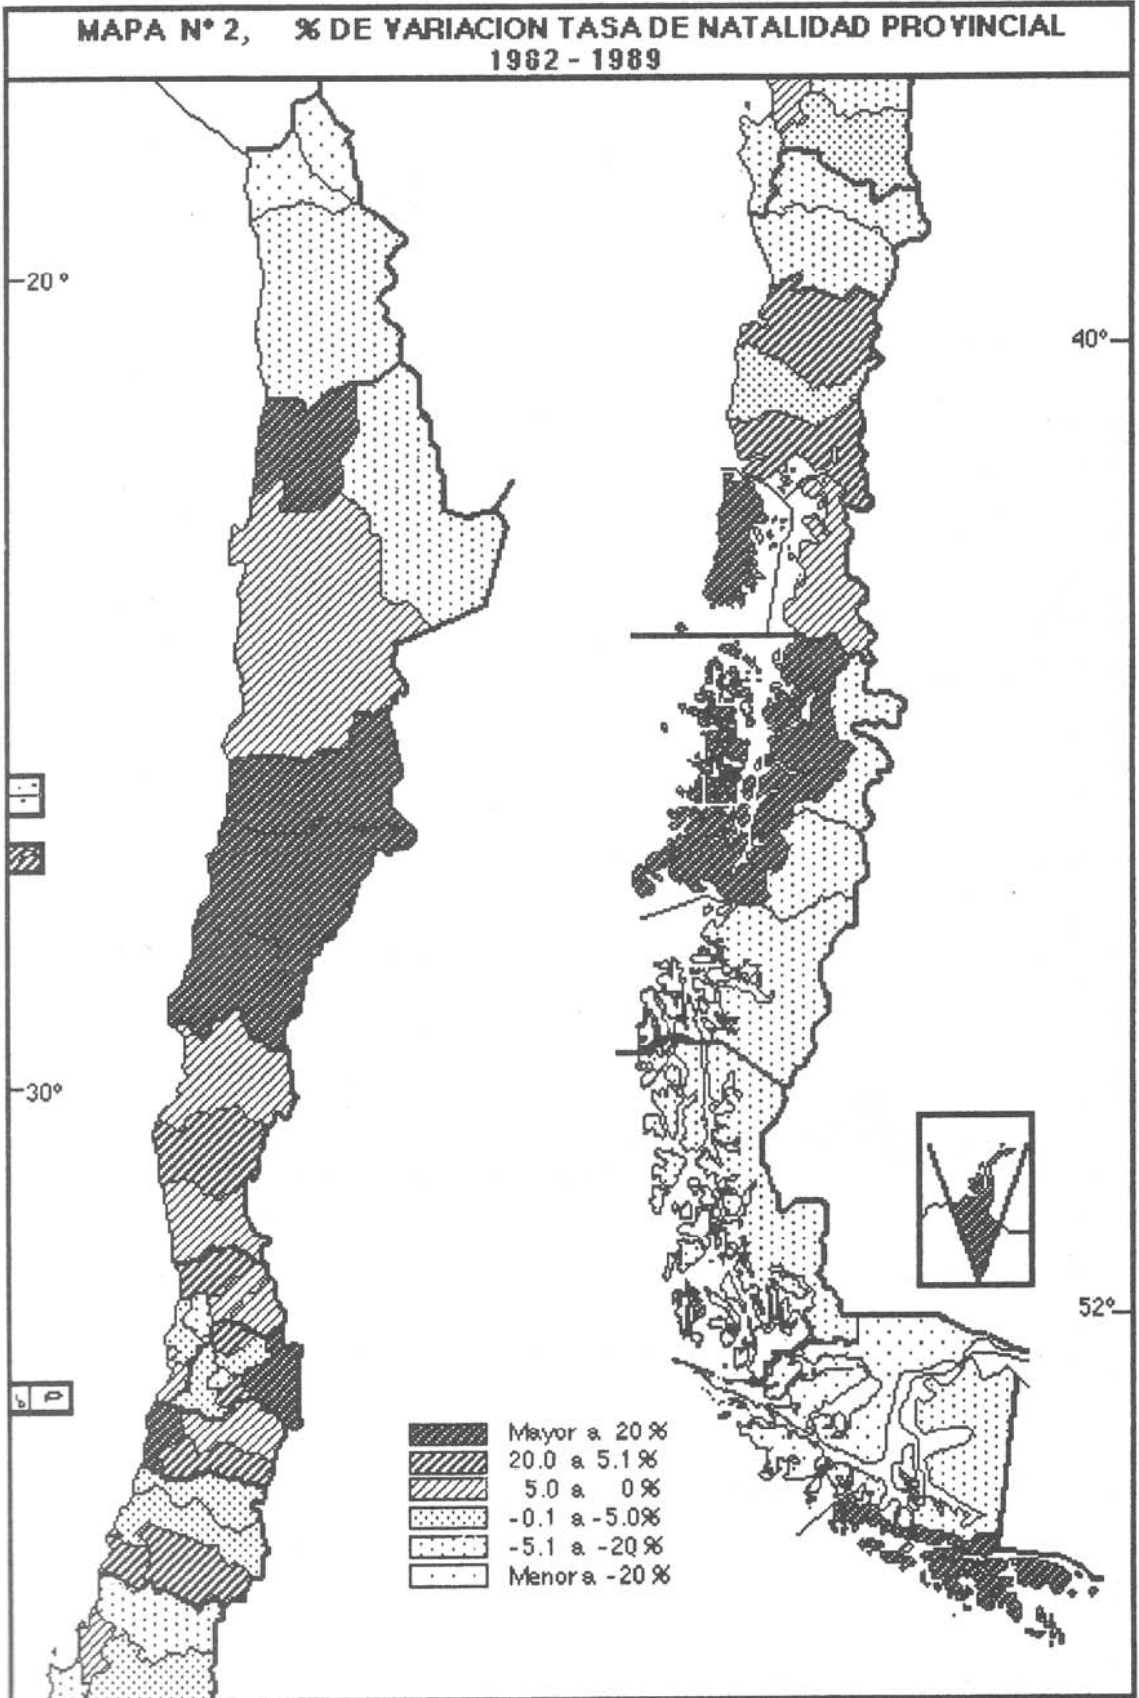 MAPA Nº 2, % DE VARIACION TASA DE NATALIDAD PROVINCIAL
1982 - 1989
20°
40°
30°
52°
Mayor a 20 %
20.0 a 5.1 %
5.0 a 0 %
-0.1 a -5.0%
-5.1 a -20 %
Menor a -20 %